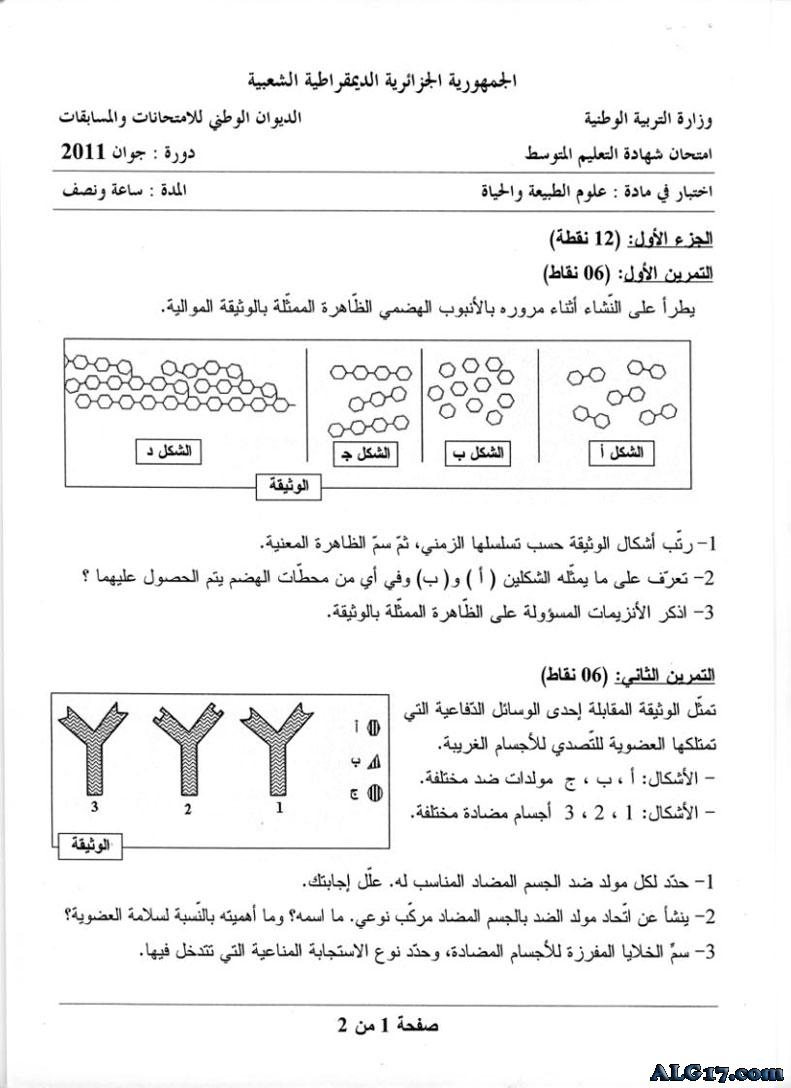 الجمهورية الجزائرية الديمقراطية الشعبية
وزارة التربية الوطنية الديوان الوطني للامتحانات والمسابقات
امتحان شهادة التعليم المتوسط دورة : جوان 2011
اختبار في مادة : علوم الطبيعة والحياة المدة : ساعة ونصف
الجزء الأول: (12 نقطة)
التمرين الأول: (06 نقاط)
يطرأ على النّشاء أثناء مروره بالأنبوب الهضمي الظّاهرة الممثّلة بالوثيقة الموالية.
الشكل أ الشكل ب الشكل ج الشكل د
الوثيقة
1- رتّب أشكال الوثيقة حسب تسلسلها الزمني، ثمّ سمّ الظاهرة المعنية.
2- تعرّف على ما يمثّله الشكلين ( أ ) و( ب) وفي أي من محطّات الهضم يتم الحصول عليهما ؟
3- اذكر الأنزيمات المسؤولة على الظّاهرة الممثّلة بالوثيقة.
التمرين الثاني: (06 نقاط)
تمثّل الوثيقة المقابلة إحدى الوسائل الدّفاعية التي
تمتلكها العضوية للتّصدي للأجسام الغريبة.
- الأشكال: أ ، ب ، ج مولدات ضد مختلفة.
- الأشكال: 1 ، 2 ، 3 أجسام مضادة مختلفة.
أ
ب
ج
1 2 3
الوثيقة
1- حدّد لكل مولد ضد الجسم المضاد المناسب له. علّل إجابتك.
2- ينشأ عن اتّحاد مولد الضد بالجسم المضاد مركّب نوعي. ما اسمه؟ وما أهميته بالنّسبة لسلامة العضوية؟
3- سمِّ الخلايا المفرزة للأجسام المضادة، وحدّد نوع الاستجابة المناعية التي تتدخل فيها.
صفحة 1 من 2
ALG17.com